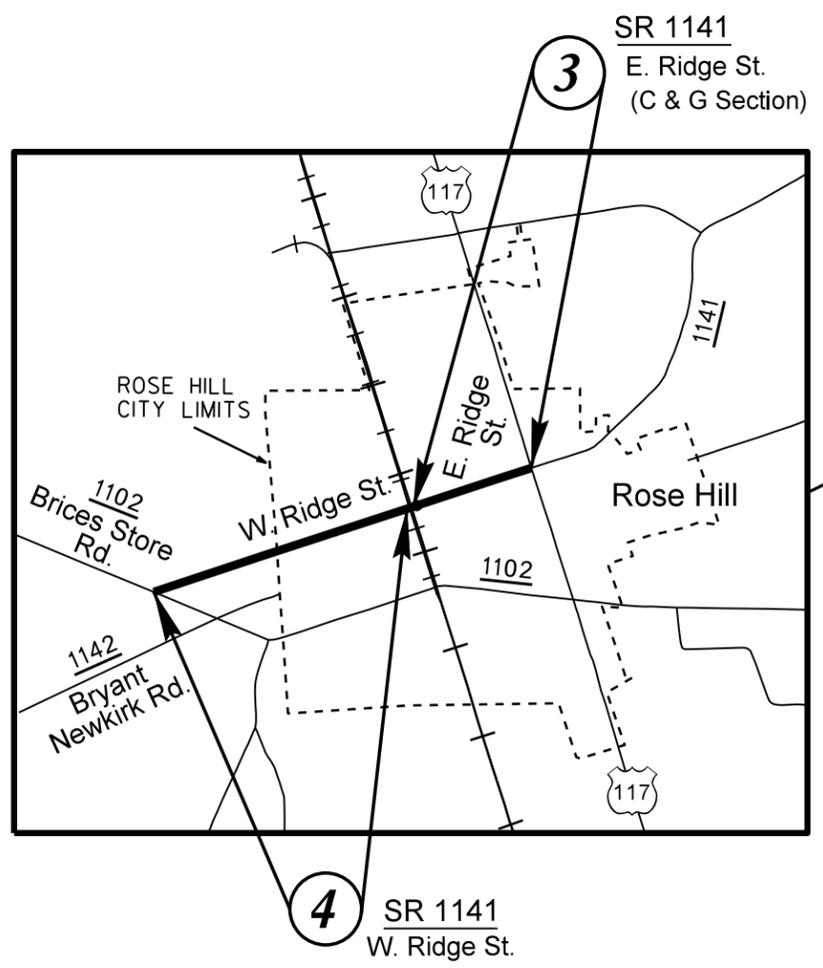 SR 1141
3
E. Ridge St.
(C & G Section)
117
1141
ROSE HILL
CITY LIMITS
E. Ridge
St.
W. Ridge St.
Rose Hill
1102
Brices Store
Rd.
1102
1142
Bryant
Newkirk Rd.
117
4
SR 1141
W. Ridge St.